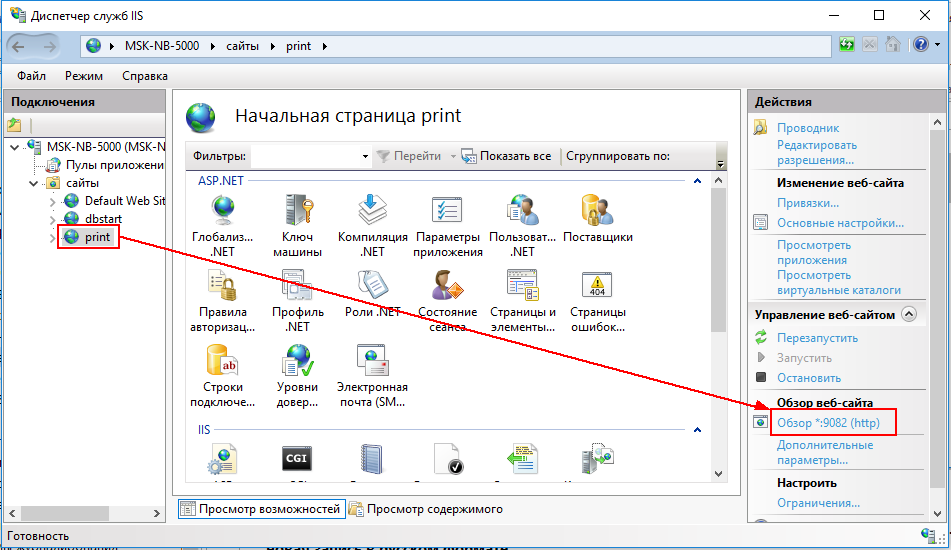 Диспетчер служб IIS
MSK-NB-5000 сайты print
Файл Режим Справка
Подключения
MSK-NB-5000 (MSK-N
Пулы приложени
сайты
Default Web Sit
dbstart
print
Начальная страница print
Фильтры: Перейти Показать все Сгруппировать по:
ASP.NET
Глобализ... .NET
Ключ машины
Компиляция .NET
Параметры приложения
Пользоват... .NET
Поставщики
Правила авторизац...
Профиль .NET
Роли .NET
Состояние сеанса
Страницы и элементы...
Страницы ошибок...
404
Строки подключе...
ab
Уровни довер...
Электронная почта (SM...
IIS
CGI
Просмотр возможностей Просмотр содержимого
Действия
Проводник
Редактировать
разрешения...
Изменение веб-сайта
Привязки...
Основные настройки...
Просмотреть
приложения
Просмотреть
виртуальные каталоги
Управление веб-сайтом
Перезапустить
Запустить
Остановить
Обзор веб-сайта
Обзор *:9082 (http)
Дополнительные
параметры...
Настроить
Ограничения...
Готовность